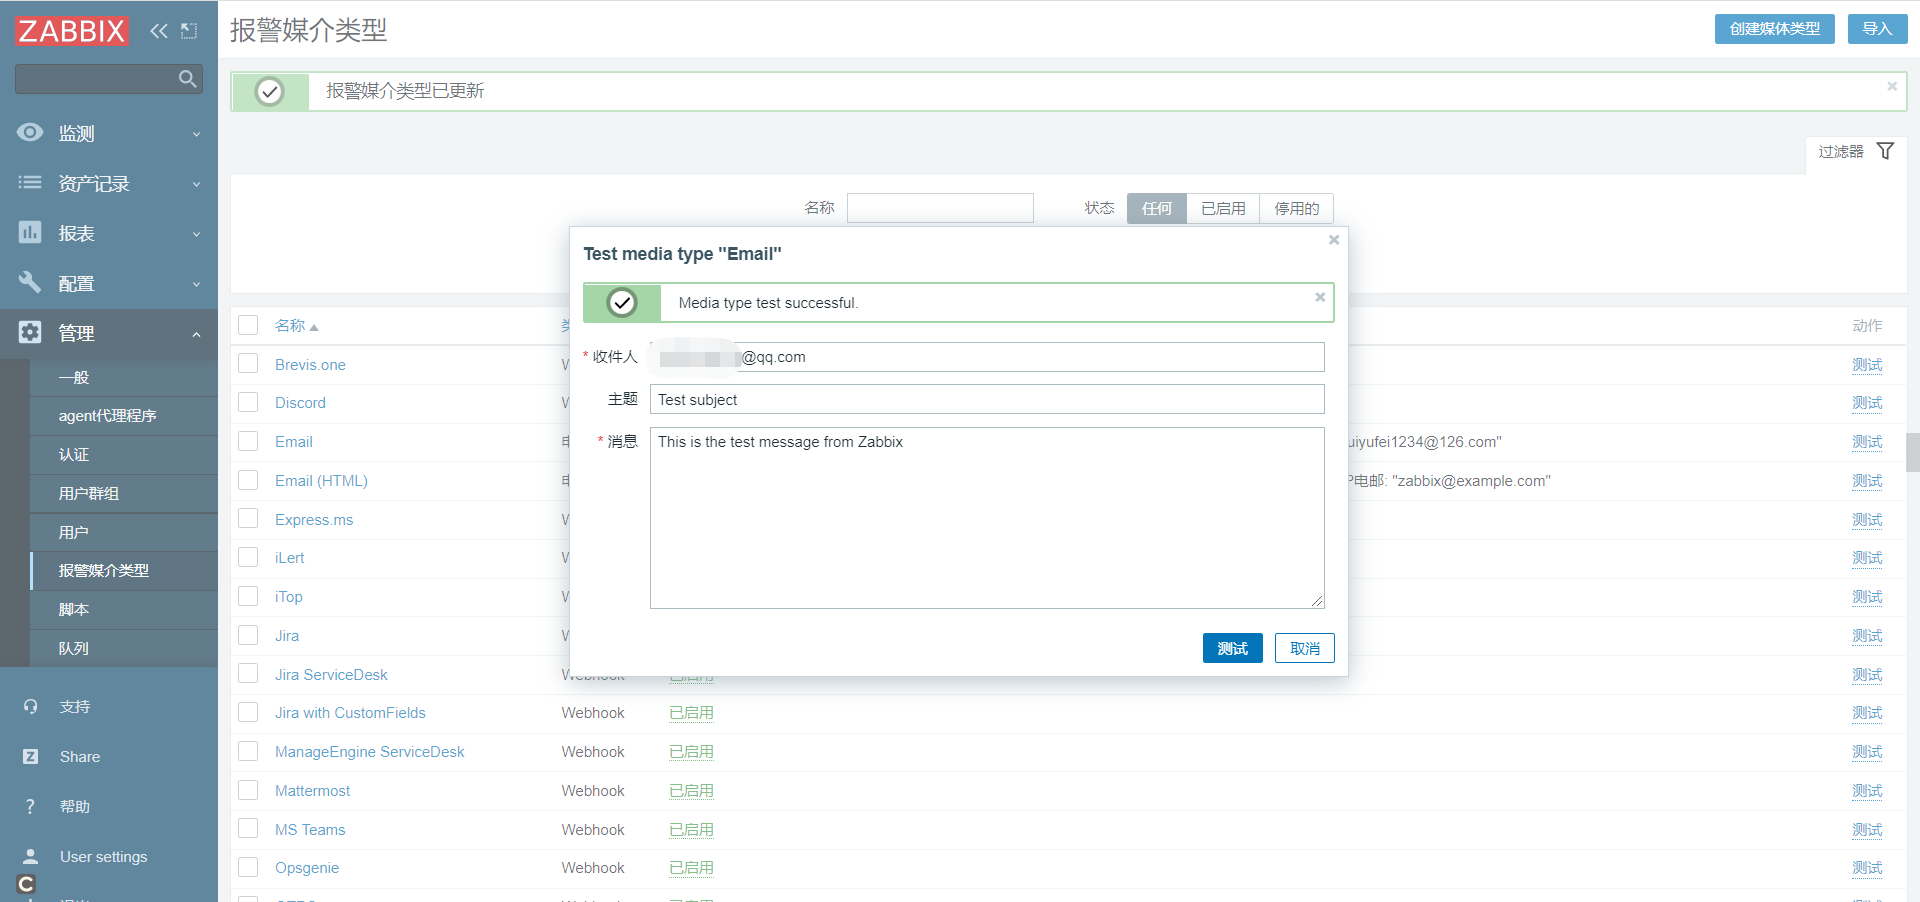 ZABBIX
报警媒介类型
创建媒体类型
导入
报警媒介类型已更新
监测
资产记录
报表
配置
管理
一般
agent代理程序
认证
用户群组
用户
报警媒介类型
脚本
队列
支持
Share
帮助
User settings
过滤器
名称
状态 任何 已启用 停用的
Test media type "Email"
Media type test successful.
* 收件人 @qq.com
主题 Test subject
* 消息 This is the test message from Zabbix
测试 取消
名称 动作
Brevis.one 测试
Discord 测试
Email uiyufei1234@126.com" 测试
Email (HTML) 电邮: "zabbix@example.com" 测试
Express.ms 测试
iLert 测试
iTop 测试
Jira 测试
Jira ServiceDesk Webhook 已启用 测试
Jira with CustomFields Webhook 已启用 测试
ManageEngine ServiceDesk Webhook 已启用 测试
Mattermost Webhook 已启用 测试
MS Teams Webhook 已启用 测试
Opsgenie Webhook 已启用 测试